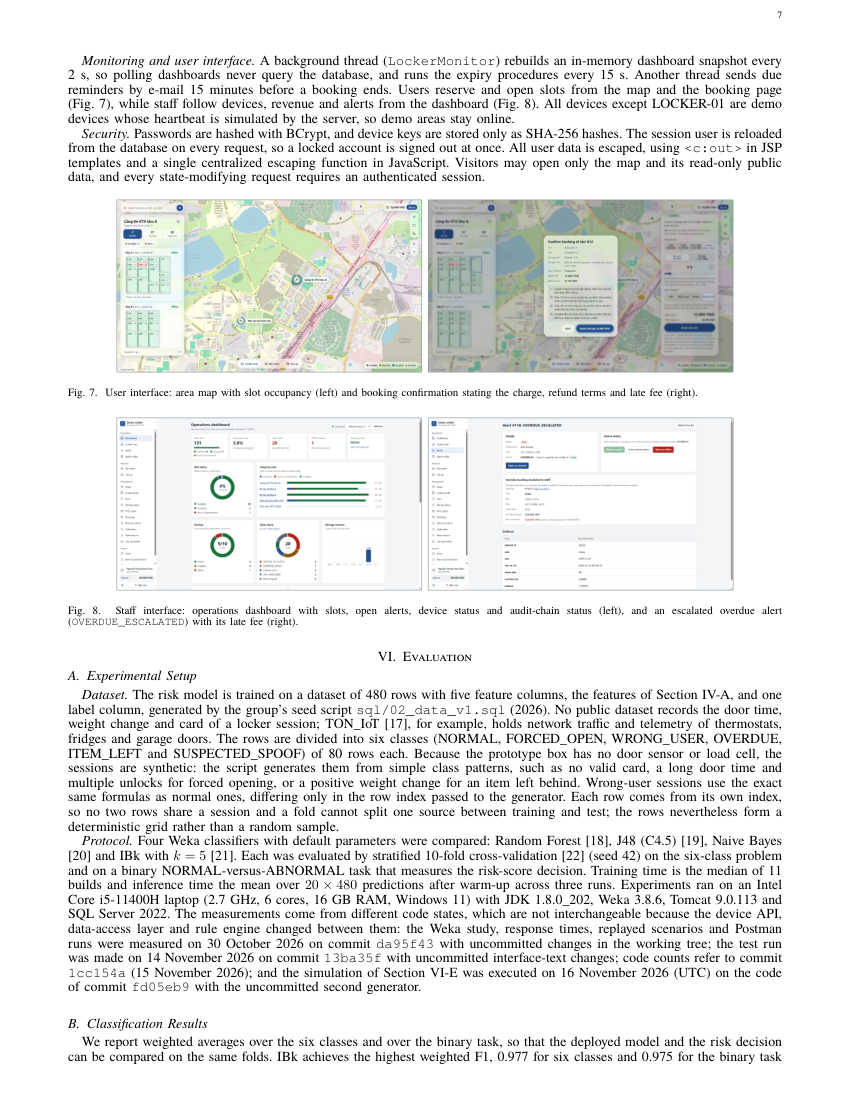 7
Monitoring and user interface. A background thread (LockerMonitor) rebuilds an in-memory dashboard snapshot every
2 s, so polling dashboards never query the database, and runs the expiry procedures every 15 s. Another thread sends due
reminders by e-mail 15 minutes before a booking ends. Users reserve and open slots from the map and the booking page
(Fig. 7), while staff follow devices, revenue and alerts from the dashboard (Fig. 8). All devices except LOCKER-01 are demo
devices whose heartbeat is simulated by the server, so demo areas stay online.
Security. Passwords are hashed with BCrypt, and device keys are stored only as SHA-256 hashes. The session user is reloaded
from the database on every request, so a locked account is signed out at once. All user data is escaped, using <c:out> in JSP
templates and a single centralized escaping function in JavaScript. Visitors may open only the map and its read-only public
data, and every state-modifying request requires an authenticated session.
Confirm booking of slot
Fig. 7. User interface: area map with slot occupancy (left) and booking confirmation stating the charge, refund terms and late fee (right).
Operations dashboard
131
3.8%
28
4%
9/10
28
Alert #119: OVERDUE_ESCALATED
Fig. 8. Staff interface: operations dashboard with slots, open alerts, device status and audit-chain status (left), and an escalated overdue alert
(OVERDUE_ESCALATED) with its late fee (right).
VI. Evaluation
A. Experimental Setup
Dataset. The risk model is trained on a dataset of 480 rows with five feature columns, the features of Section IV-A, and one
label column, generated by the group's seed script sql/02_data_v1.sql (2026). No public dataset records the door time,
weight change and card of a locker session; TON_IoT [17], for example, holds network traffic and telemetry of thermostats,
fridges and garage doors. The rows are divided into six classes (NORMAL, FORCED_OPEN, WRONG_USER, OVERDUE,
ITEM_LEFT and SUSPECTED_SPOOF) of 80 rows each. Because the prototype box has no door sensor or load cell, the
sessions are synthetic: the script generates them from simple class patterns, such as no valid card, a long door time and
multiple unlocks for forced opening, or a positive weight change for an item left behind. Wrong-user sessions use the exact
same formulas as normal ones, differing only in the row index passed to the generator. Each row comes from its own index,
so no two rows share a session and a fold cannot split one source between training and test; the rows nevertheless form a
deterministic grid rather than a random sample.
Protocol. Four Weka classifiers with default parameters were compared: Random Forest [18], J48 (C4.5) [19], Naive Bayes
[20] and IBk with k = 5 [21]. Each was evaluated by stratified 10-fold cross-validation [22] (seed 42) on the six-class problem
and on a binary NORMAL-versus-ABNORMAL task that measures the risk-score decision. Training time is the median of 11
builds and inference time the mean over 20 × 480 predictions after warm-up across three runs. Experiments ran on an Intel
Core i5-11400H laptop (2.7 GHz, 6 cores, 16 GB RAM, Windows 11) with JDK 1.8.0_202, Weka 3.8.6, Tomcat 9.0.113 and
SQL Server 2022. The measurements come from different code states, which are not interchangeable because the device API,
data-access layer and rule engine changed between them: the Weka study, response times, replayed scenarios and Postman
runs were measured on 30 October 2026 on commit da95f43 with uncommitted changes in the working tree; the test run
was made on 14 November 2026 on commit 13ba35f with uncommitted interface-text changes; code counts refer to commit
1cc154a (15 November 2026); and the simulation of Section VI-E was executed on 16 November 2026 (UTC) on the code
of commit fd05eb9 with the uncommitted second generator.
B. Classification Results
We report weighted averages over the six classes and over the binary task, so that the deployed model and the risk decision
can be compared on the same folds. IBk achieves the highest weighted F1, 0.977 for six classes and 0.975 for the binary task